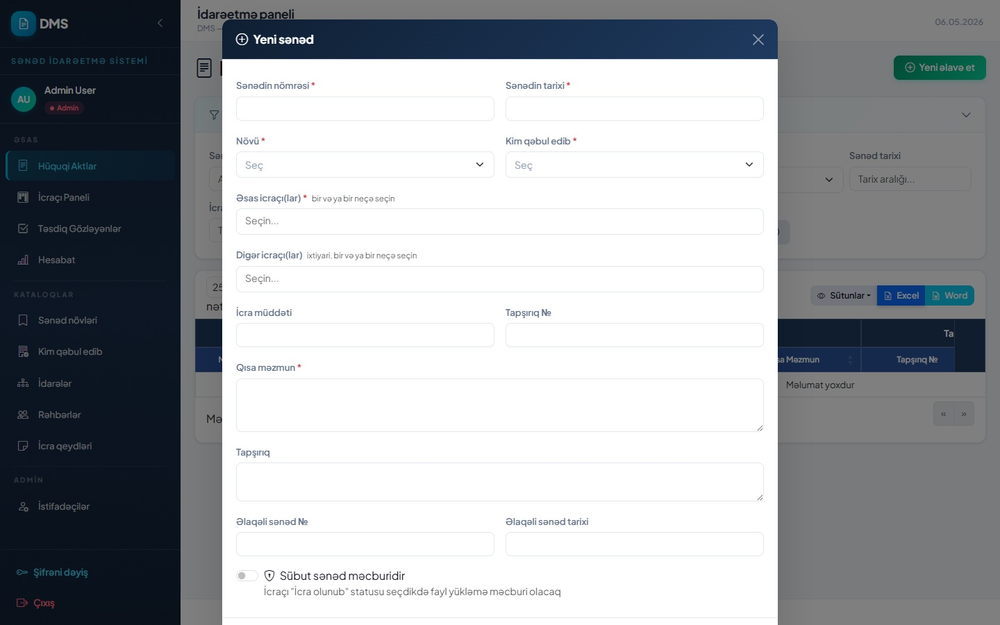 DMS
SƏNƏD İDARƏETMƏ SİSTEMİ
AU
Admin User
Admin
ƏSAS
Hüquqi Aktlar
İcraçı Paneli
Təsdiq Gözləyənlər
Hesabat
KATALOQLAR
Sənəd növləri
Kim qəbul edib
İdarələr
Rəhbərlər
İcra qeydləri
ADMİN
İstifadəçilər
Şifrəni dəyiş
Çıxış
İdarəetmə paneli
DMS —
06.05.2026
Yeni əlavə et
Sənəd tarixi
Tarix aralığı...
25
Sütunlar
Excel
Word
Məzmun
Tapşırıq №
Məlumat yoxdur
« »
Yeni sənəd
Sənədin nömrəsi *
Sənədin tarixi *
Növü *
Seç
Kim qəbul edib *
Seç
Əsas icraçı(lar) * bir və ya bir neçə seçin
Seçin...
Digər icraçı(lar) ixtiyari, bir və ya bir neçə seçin
Seçin...
İcra müddəti
Tapşırıq №
Qısa məzmun *
Tapşırıq
Əlaqəli sənəd №
Əlaqəli sənəd tarixi
Sübut sənəd məcburidir
İcraçı "İcra olunub" statusu seçdikdə fayl yükləmə məcburi olacaq